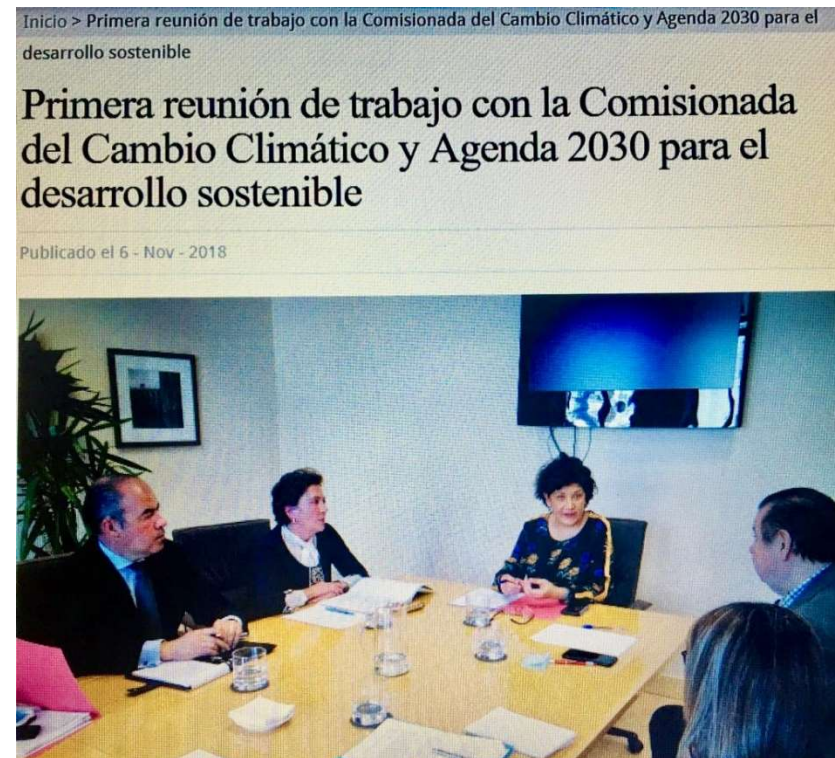 Inicio > Primera reunión de trabajo con la Comisionada del Cambio Climático y Agenda 2030 para el
desarrollo sostenible
Primera reunión de trabajo con la Comisionada
del Cambio Climático y Agenda 2030 para el
desarrollo sostenible
Publicado el 6 - Nov - 2018